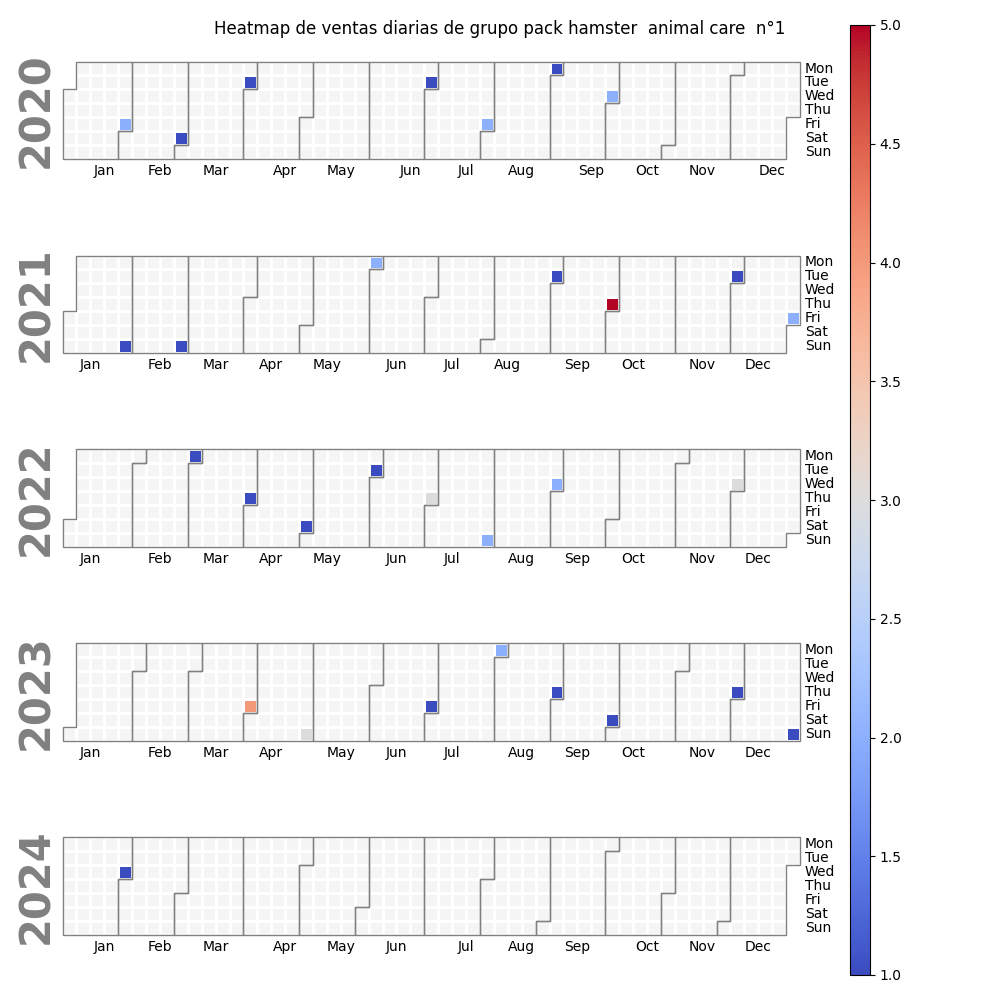 Heatmap de ventas diarias de grupo pack hamster  animal care  n°1
2020
Mon
Tue
Wed
Thu
Fri
Sat
Sun
Jan Feb Mar Apr May Jun Jul Aug Sep Oct Nov Dec
2021
Mon
Tue
Wed
Thu
Fri
Sat
Sun
Jan Feb Mar Apr May Jun Jul Aug Sep Oct Nov Dec
2022
Mon
Tue
Wed
Thu
Fri
Sat
Sun
Jan Feb Mar Apr May Jun Jul Aug Sep Oct Nov Dec
2023
Mon
Tue
Wed
Thu
Fri
Sat
Sun
Jan Feb Mar Apr May Jun Jul Aug Sep Oct Nov Dec
2024
Mon
Tue
Wed
Thu
Fri
Sat
Sun
Jan Feb Mar Apr May Jun Jul Aug Sep Oct Nov Dec
5.0
4.5
4.0
3.5
3.0
2.5
2.0
1.5
1.0